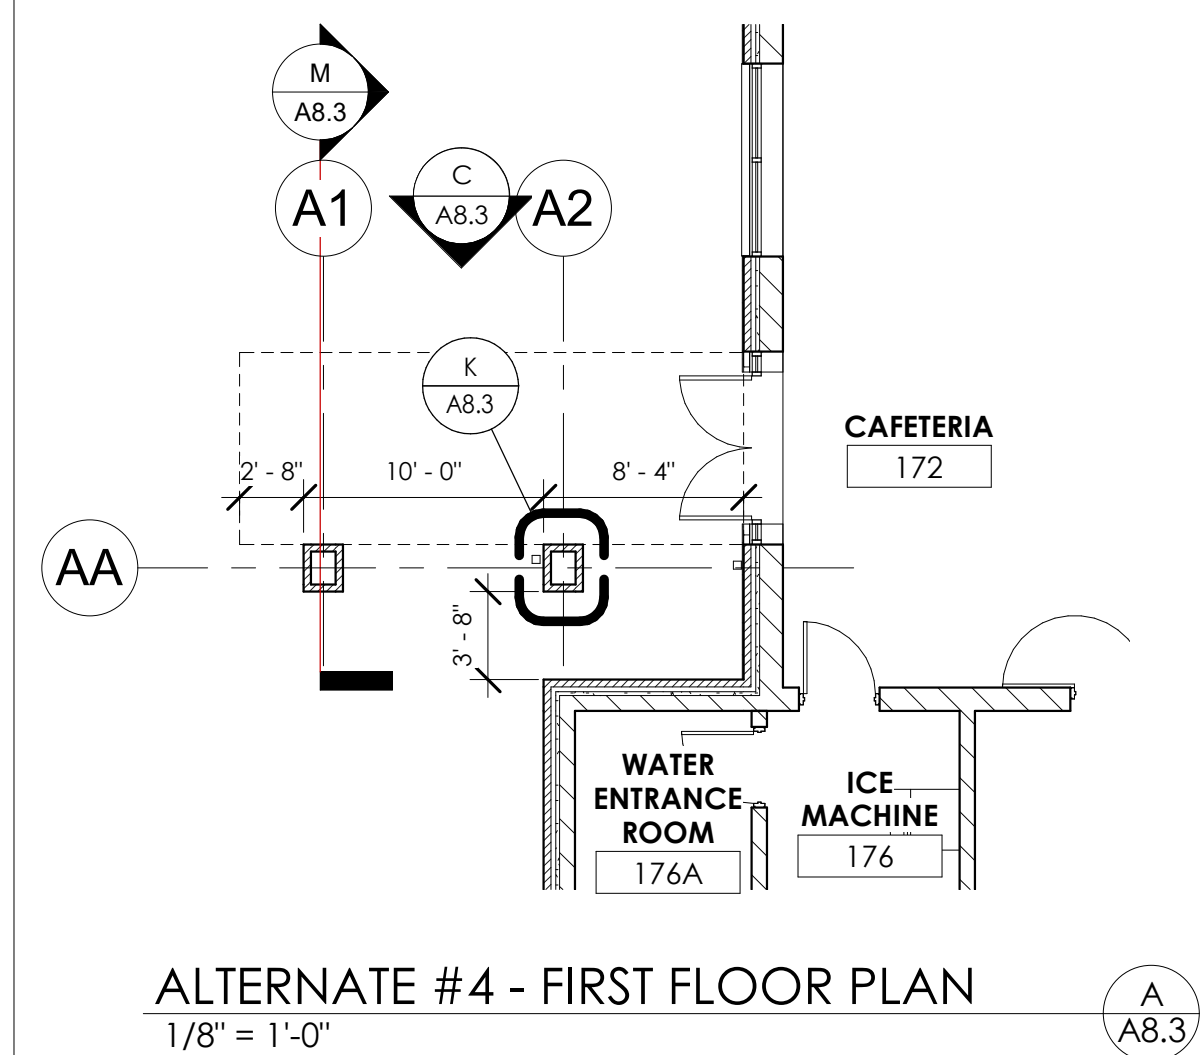 M
A8.3
A1
C
A8.3
A2
K
A8.3
CAFETERIA
172
2' - 8"
10' - 0"
8' - 4"
AA
3' - 8"
WATER
ENTRANCE
ROOM
176A
ICE
MACHINE
176
ALTERNATE #4 - FIRST FLOOR PLAN
1/8" = 1'-0"
A
A8.3